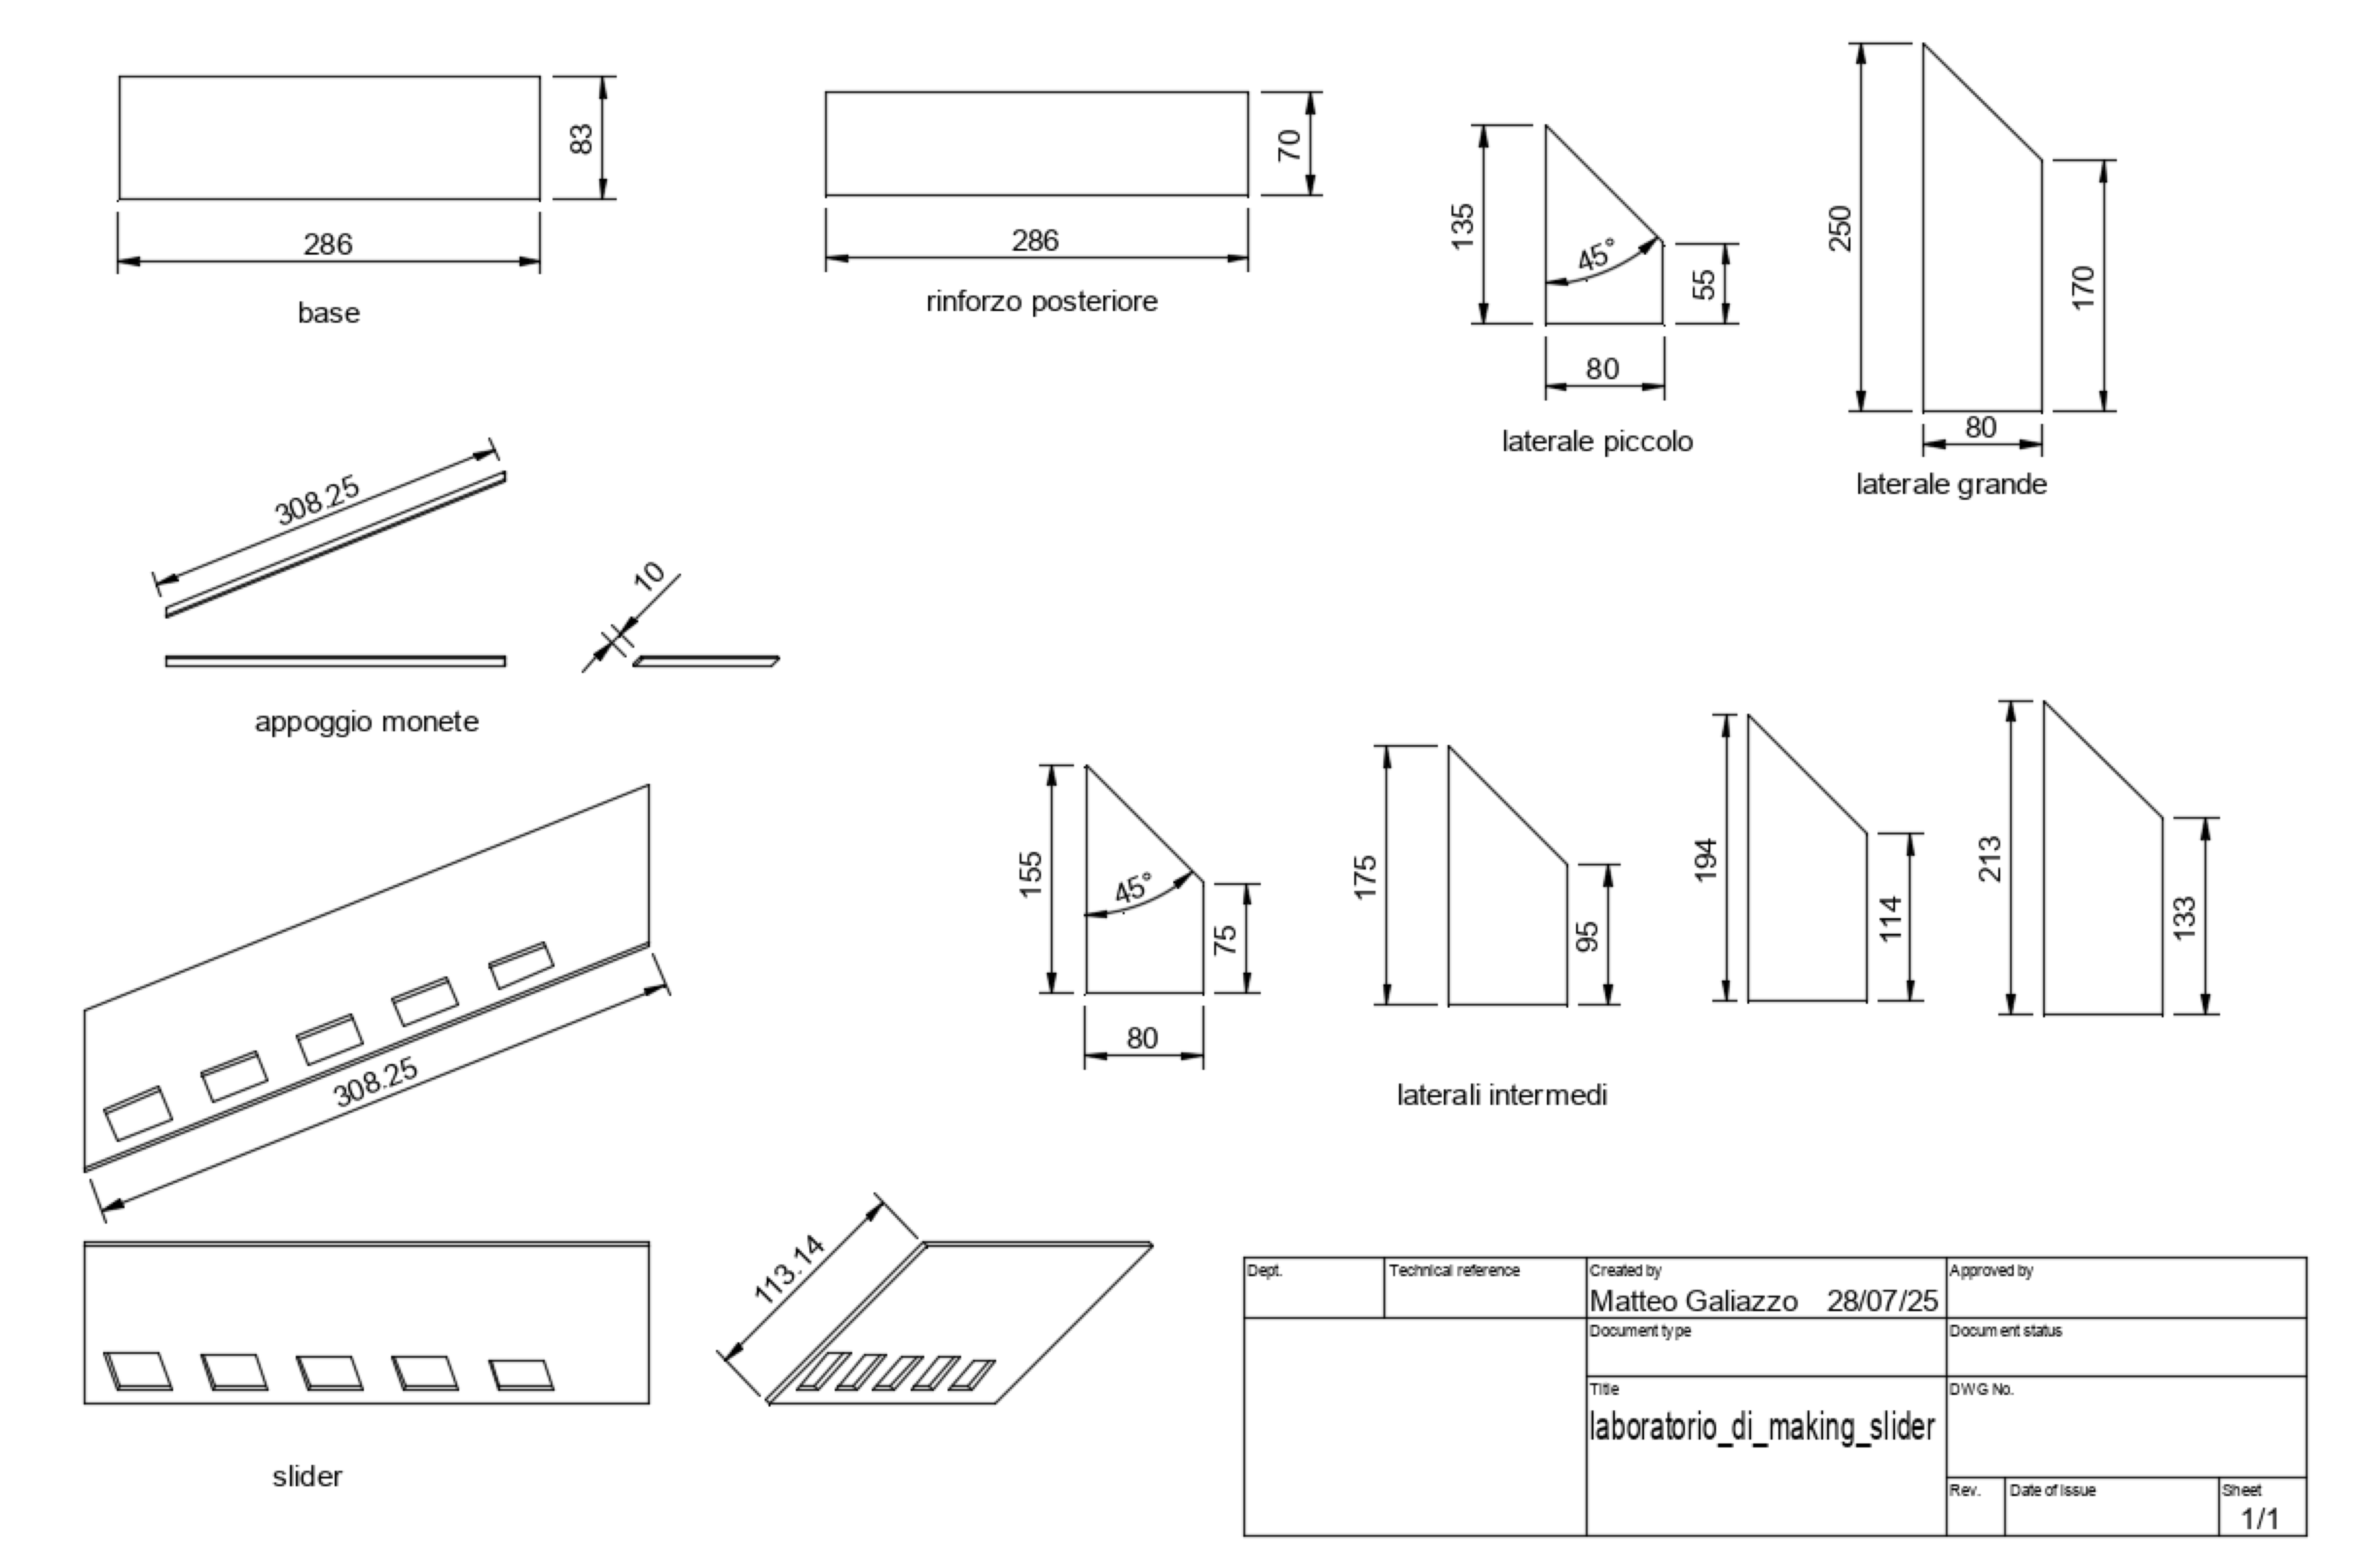 83
286
base
70
286
rinforzo posteriore
135
45°
55
80
laterale piccolo
250
170
80
laterale grande
308.25
10
appoggio monete
308.25
113.14
slider
155
45°
75
80
175
95
194
114
213
133
laterali intermedi
Dept.
Technical reference
Created by
Matteo Galiazzo 28/07/25
Approved by
Document type
Document status
Title
laboratorio_di_making_slider
DWG No.
Rev.
Date of issue
Sheet
1/1